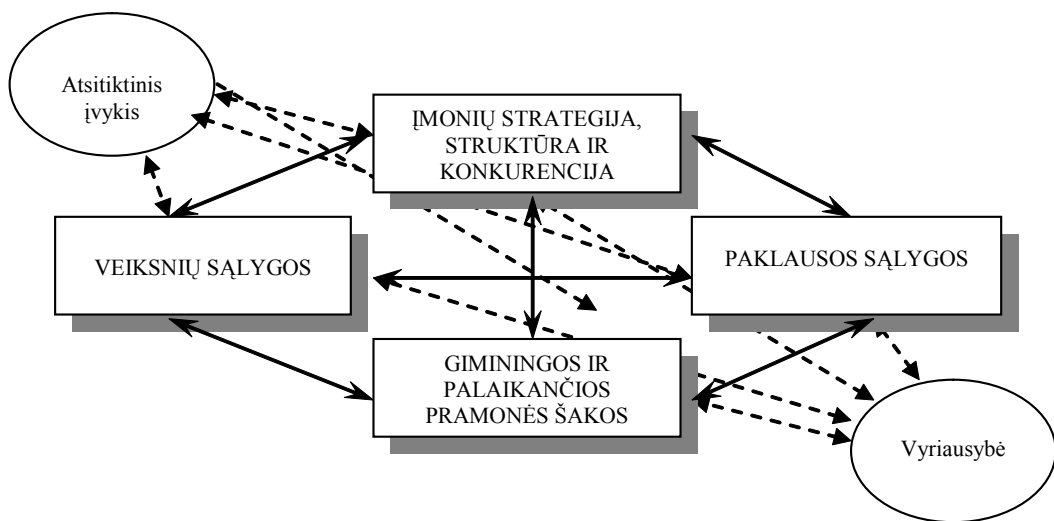 Atsitiktinis
įvykis
ĮMONIŲ STRATEGIJA,
STRUKTŪRA IR
KONKURENCIJA
VEIKSNIŲ SĄLYGOS
PAKLAUSOS SĄLYGOS
GIMININGOS IR
PALAIKANČIOS
PRAMONĖS ŠAKOS
Vyriausybė